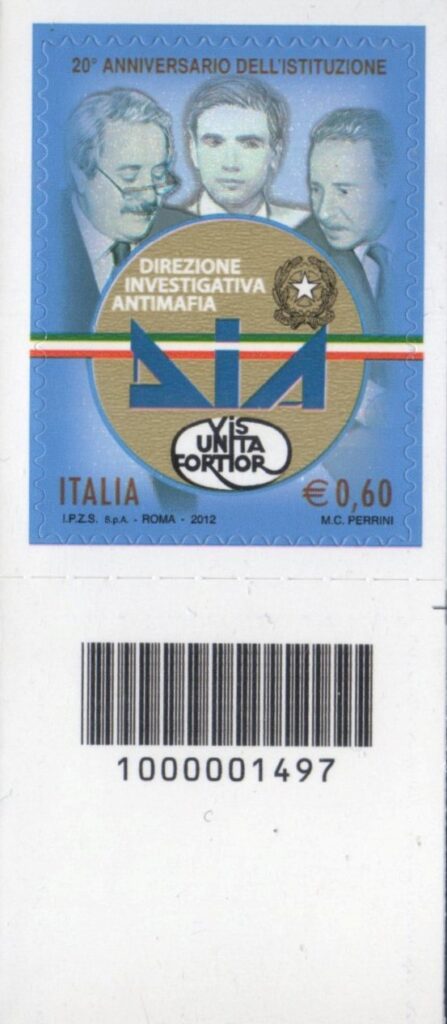 20° ANNIVERSARIO DELL'ISTITUZIONE
DIREZIONE
INVESTIGATIVA
ANTIMAFIA
DIA
VIS
UNITA
FORTIOR
ITALIA
€0,60
I.P.Z.S. S.p.A. - ROMA - 2012
M.C. PERRINI
1000001497